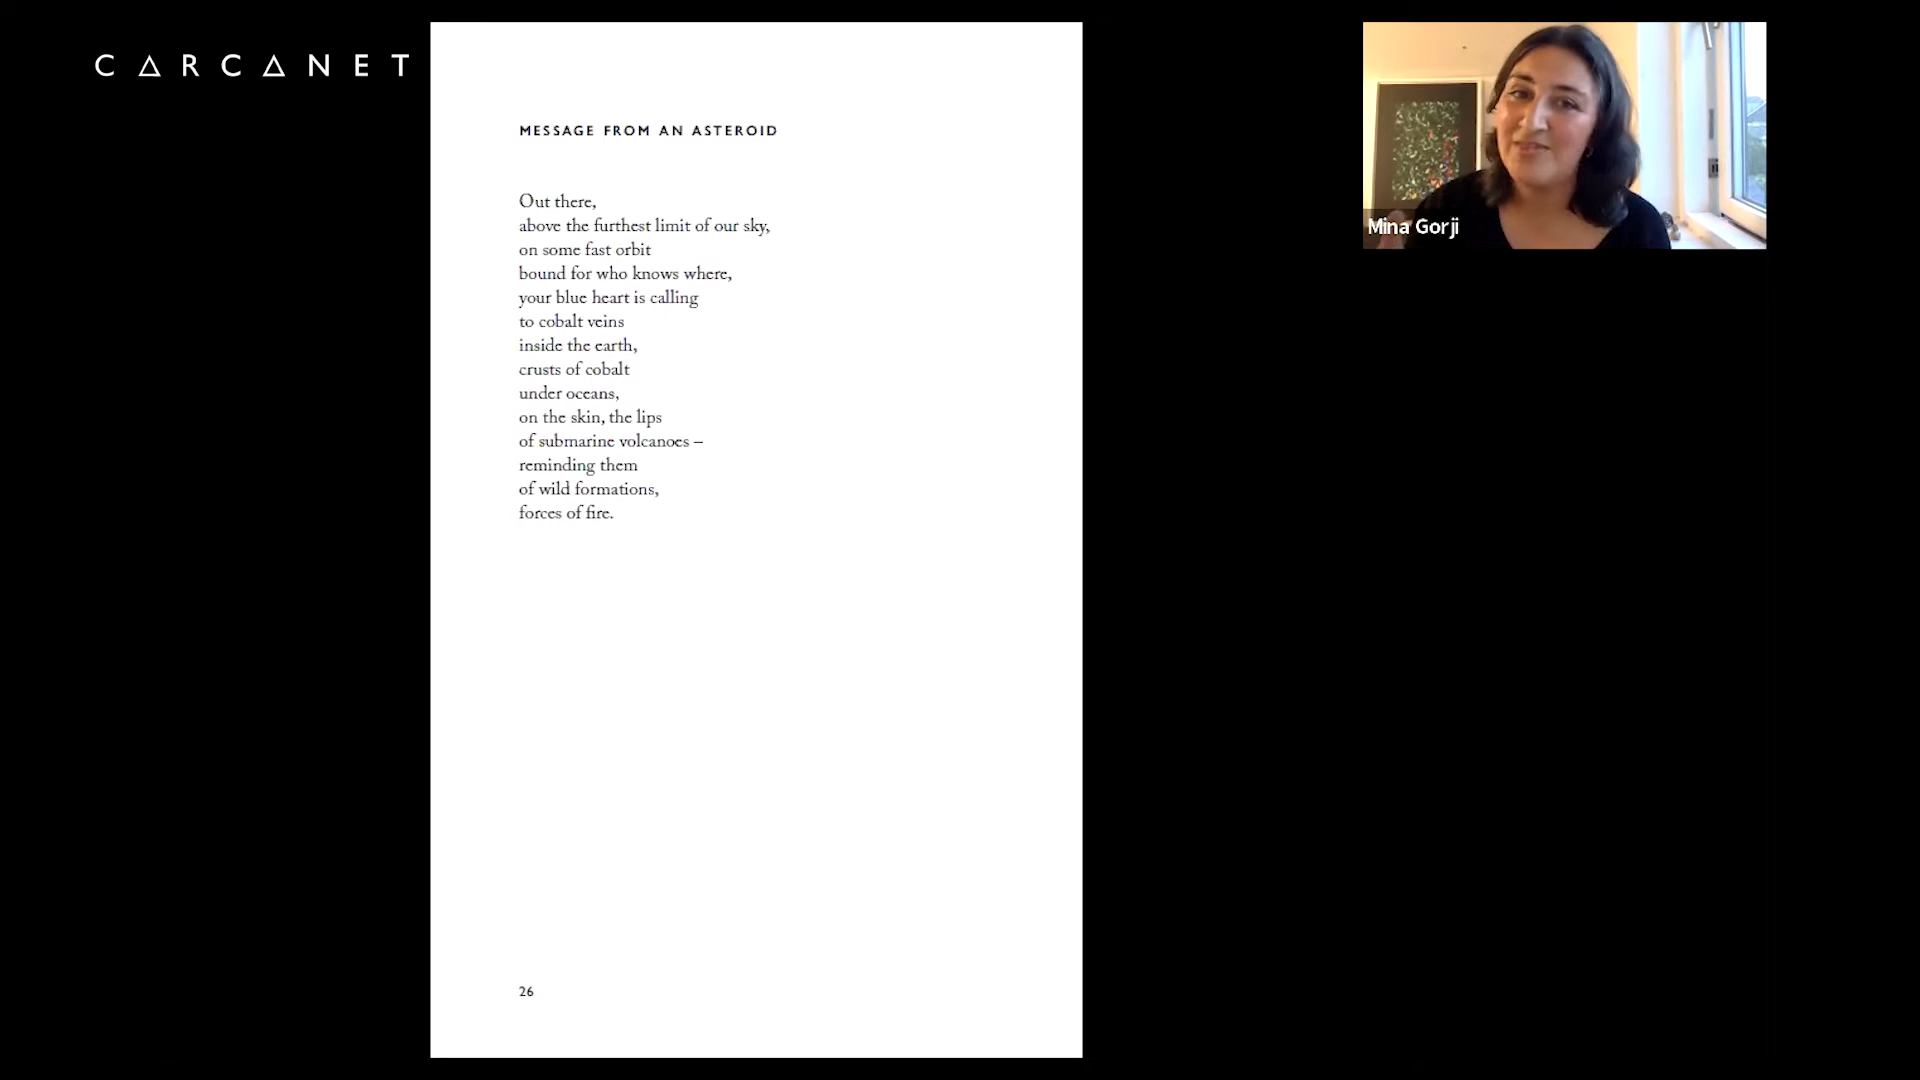 CARCANET
MESSAGE FROM AN ASTEROID
Out there,
above the furthest limit of our sky,
on some fast orbit
bound for who knows where,
your blue heart is calling
to cobalt veins
inside the earth,
crusts of cobalt
under oceans,
on the skin, the lips
of submarine volcanoes –
reminding them
of wild formations,
forces of fire.
26
Mina Gorji